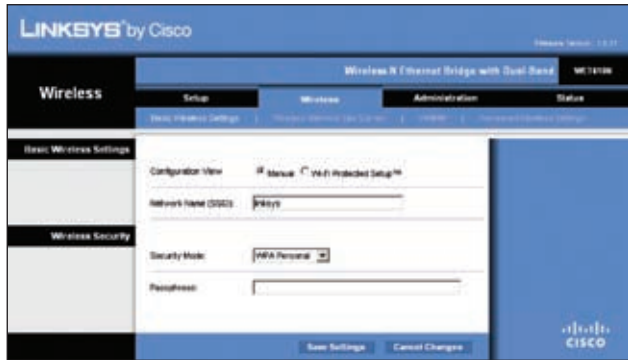 LINKSYS® by Cisco
Firmware Version:
Wireless-N Ethernet Bridge with Dual-Band
Wireless
Setup
Wireless
Administration
Status
Basic Wireless Settings
Basic Wireless Settings
Configuration View
Manual
Wi-Fi Protected Setup™
Network Name (SSID):
linksys
Wireless Security
Security Mode:
WPA Personal
Passphrase:
Save Settings
Cancel Changes
CISCO